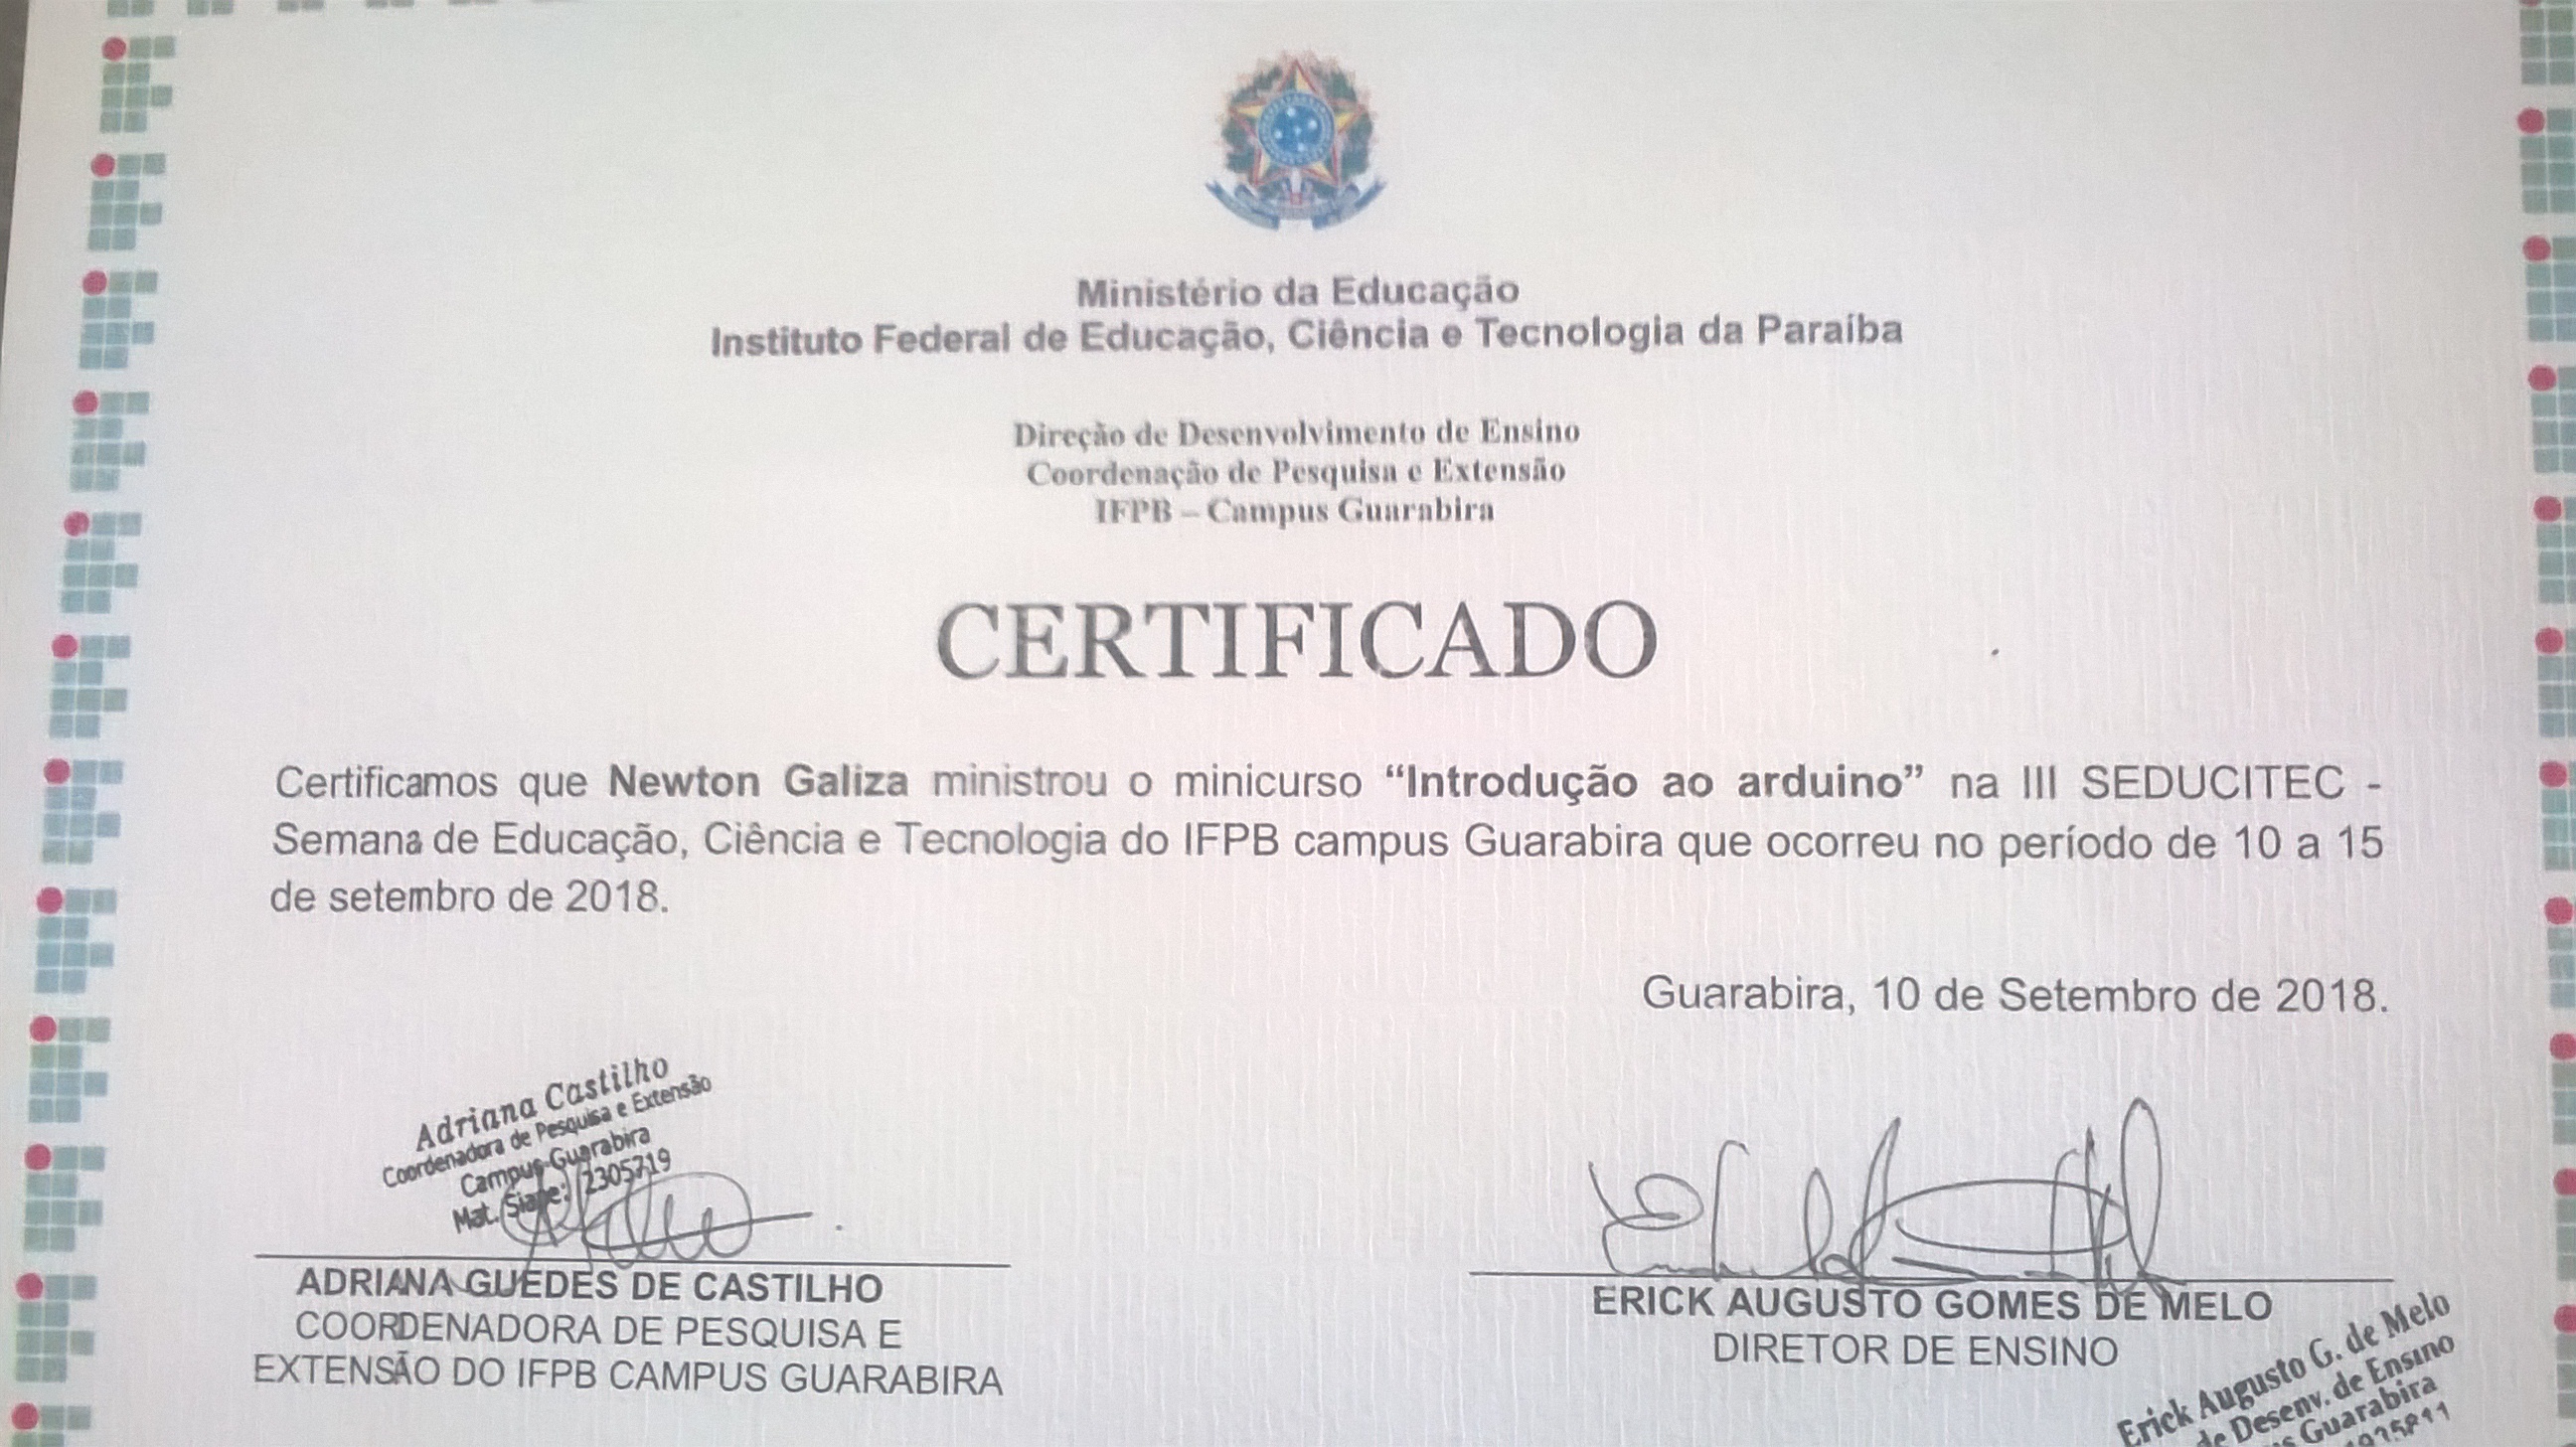 Ministério da Educação
Instituto Federal de Educação, Ciência e Tecnologia da Paraíba
Direção de Desenvolvimento de Ensino
Coordenação de Pesquisa e Extensão
IFPB – Campus Guarabira
CERTIFICADO
Certificamos que Newton Galiza ministrou o minicurso “Introdução ao arduino” na III SEDUCITEC -
Semana de Educação, Ciência e Tecnologia do IFPB campus Guarabira que ocorreu no período de 10 a 15
de setembro de 2018.
Guarabira, 10 de Setembro de 2018.
Adriana Castilho
Coordenadora de Pesquisa e Extensão
Campus Guarabira
Mat. Siape: 2305719
ADRIANA GUEDES DE CASTILHO
COORDENADORA DE PESQUISA E
EXTENSÃO DO IFPB CAMPUS GUARABIRA
ERICK AUGUSTO GOMES DE MELO
DIRETOR DE ENSINO
Erick Augusto G. de Melo
de Desenv. de Ensino
Guarabira